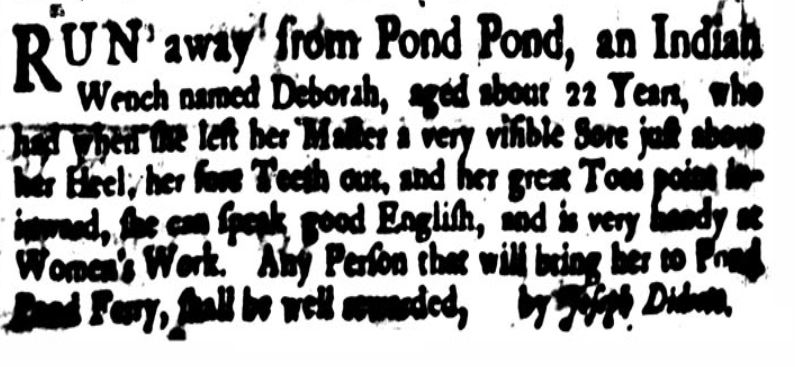 RUN away from Pond Pond, an Indian
Wench named Deborah, aged about 22 Years, who
had when ſhe left her Maſter a very viſible Sore juſt above
her Heel, her fore Teeth out, and her great Toes point in-
inward, ſhe can ſpeak good Engliſh, and is very handy at
Women's Work. Any Perſon that will bring her to Pond
Pond Ferry, ſhall be well rewarded, by Joſeph